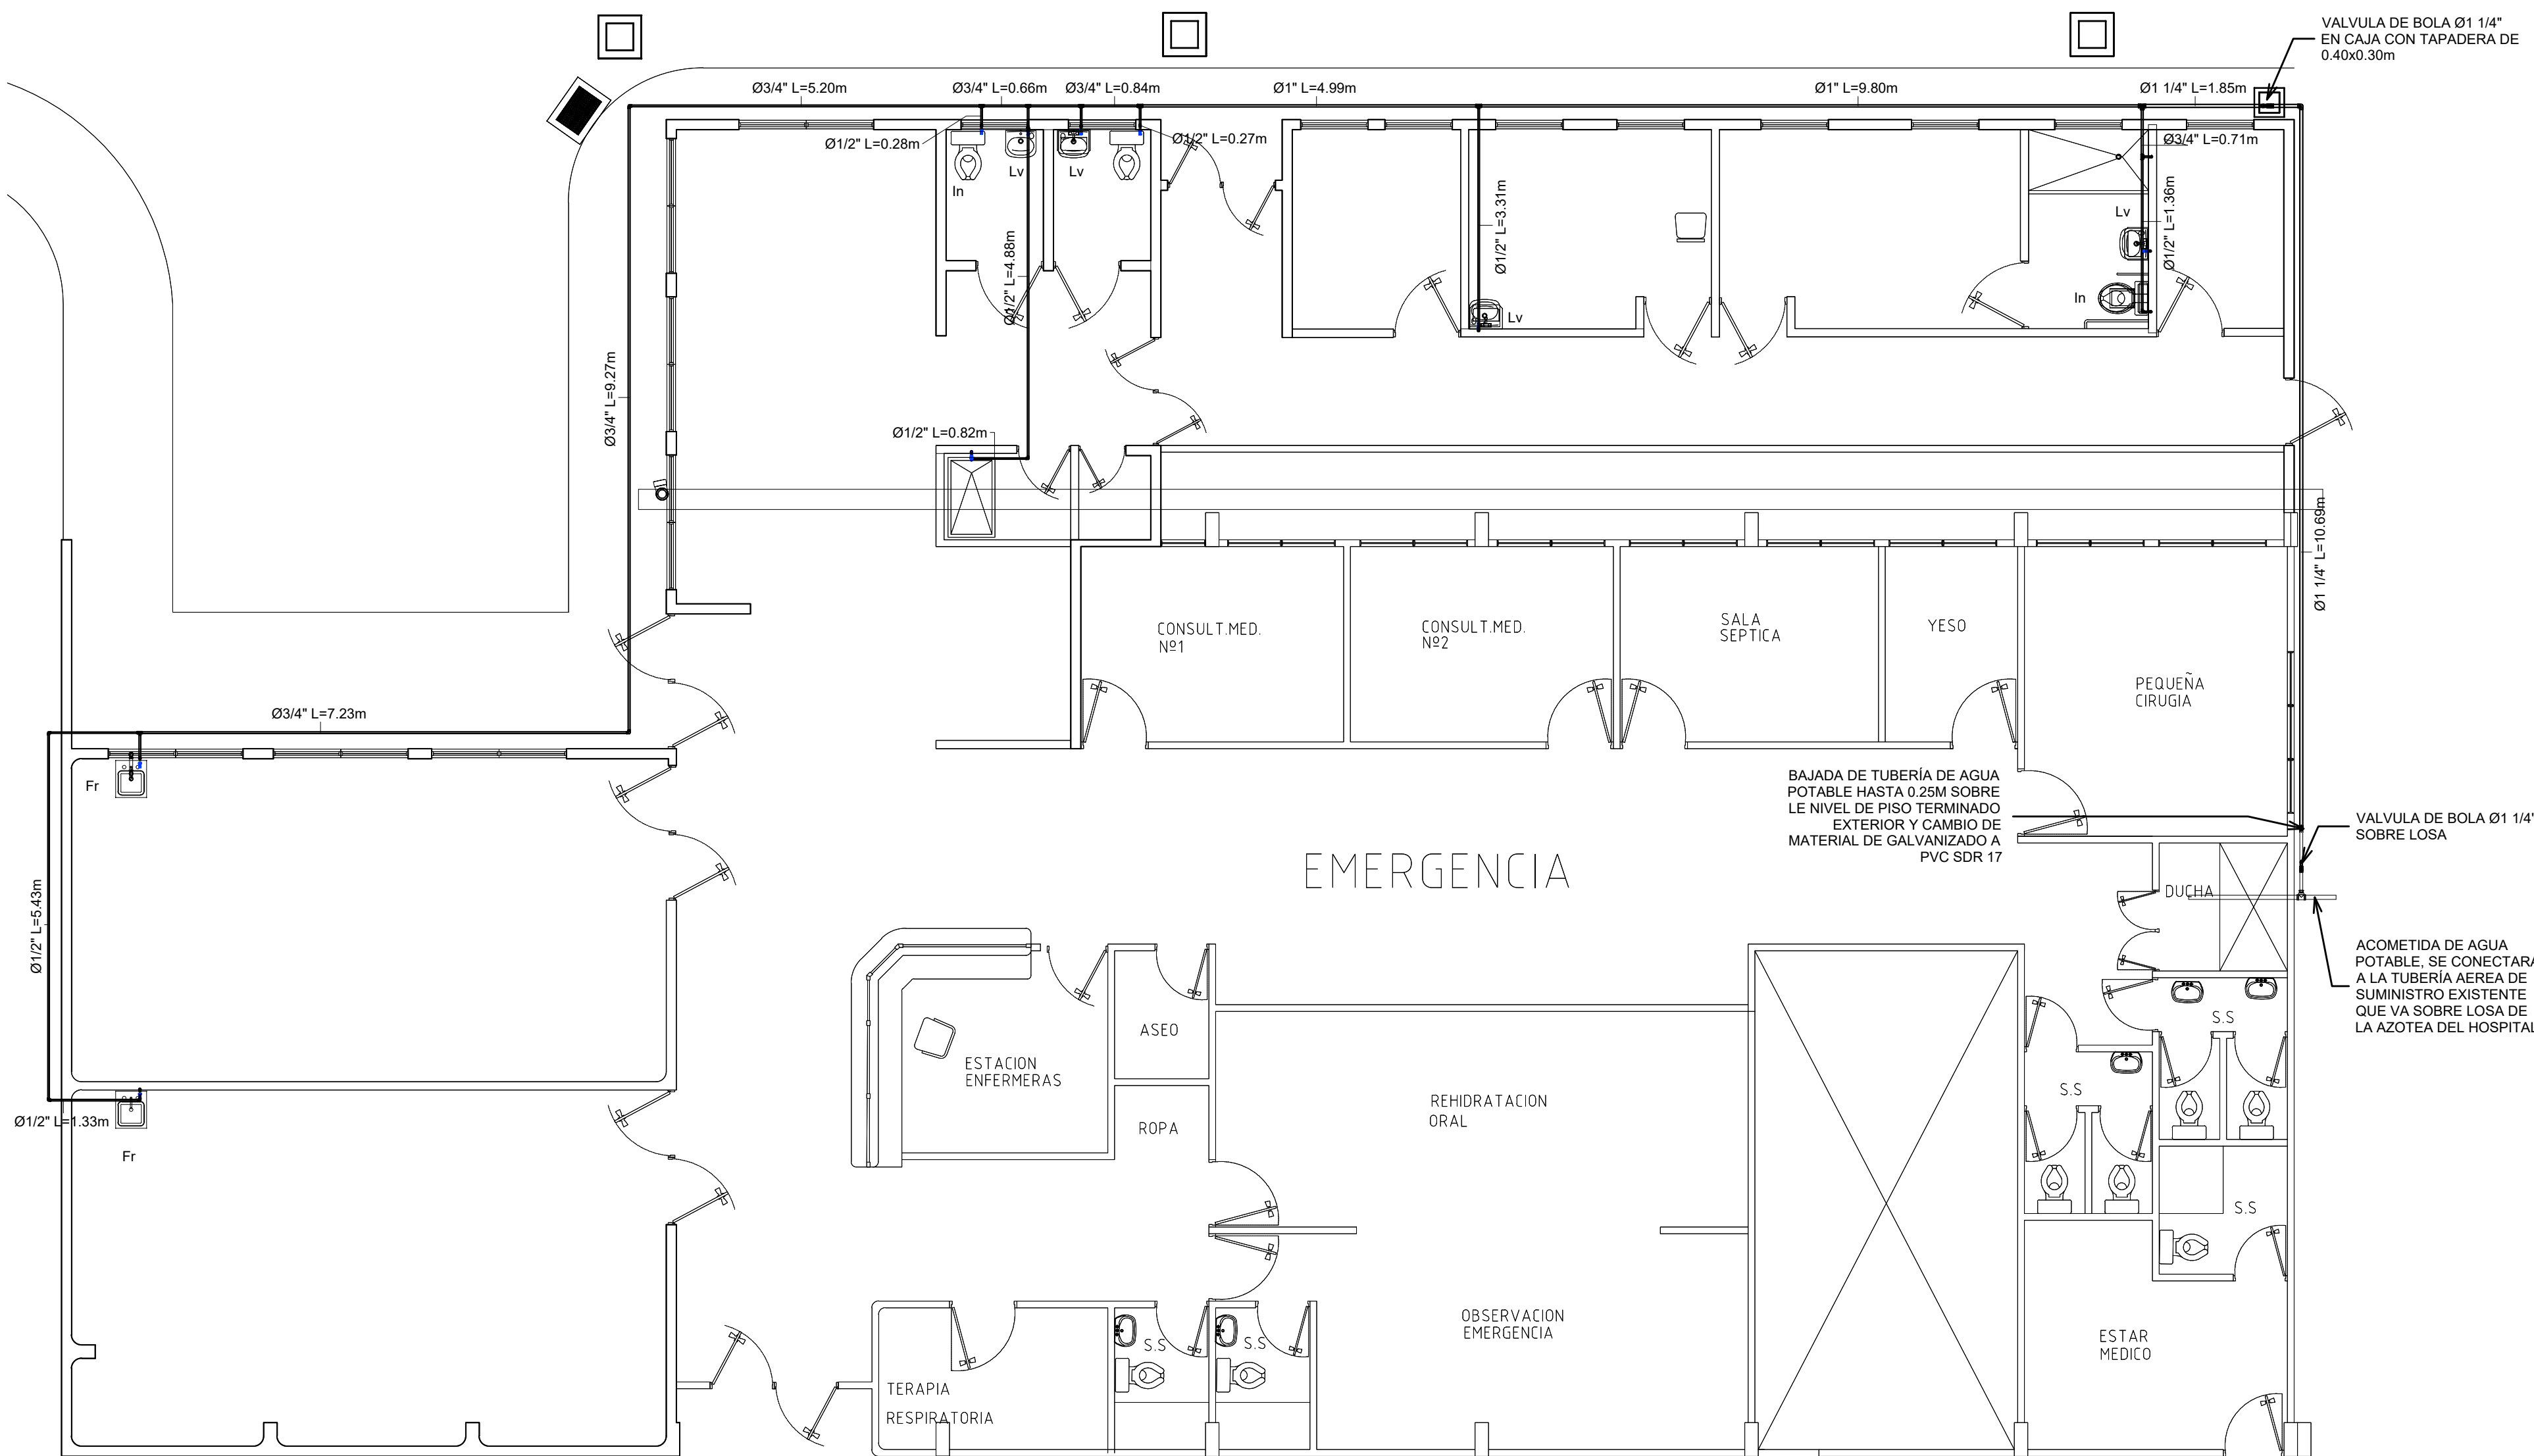 VALVULA DE BOLA Ø1 1/4"
EN CAJA CON TAPADERA DE
0.40x0.30m
Ø3/4" L=5.20m
Ø3/4" L=0.66m
Ø3/4" L=0.84m
Ø1" L=4.99m
Ø1" L=9.80m
Ø1 1/4" L=1.85m
Ø1/2" L=0.28m
Ø1/2" L=0.27m
Ø3/4" L=0.71m
In
Lv
Lv
Ø1/2" L=3.31m
Lv
Ø1/2" L=1.36m
Ø1/2" L=4.88m
In
Lv
Ø3/4" L=9.27m
Ø1/2" L=0.82m
Ø1 1/4" L=10.69m
CONSULT.MED.
Nº1
CONSULT.MED.
Nº2
SALA
SEPTICA
YESO
PEQUEÑA
CIRUGIA
Ø3/4" L=7.23m
Fr
BAJADA DE TUBERÍA DE AGUA
POTABLE HASTA 0.25M SOBRE
LE NIVEL DE PISO TERMINADO
EXTERIOR Y CAMBIO DE
MATERIAL DE GALVANIZADO A
PVC SDR 17
VALVULA DE BOLA Ø1 1/4"
SOBRE LOSA
EMERGENCIA
DUCHA
Ø1/2" L=5.43m
ACOMETIDA DE AGUA
POTABLE, SE CONECTARA
A LA TUBERÍA AEREA DE
SUMINISTRO EXISTENTE
QUE VA SOBRE LOSA DE
LA AZOTEA DEL HOSPITAL
S.S
ASEO
ESTACION
ENFERMERAS
S.S
REHIDRATACION
ORAL
Ø1/2" L=1.33m
ROPA
Fr
S.S
OBSERVACION
EMERGENCIA
S.S
S.S
ESTAR
MEDICO
TERAPIA
RESPIRATORIA